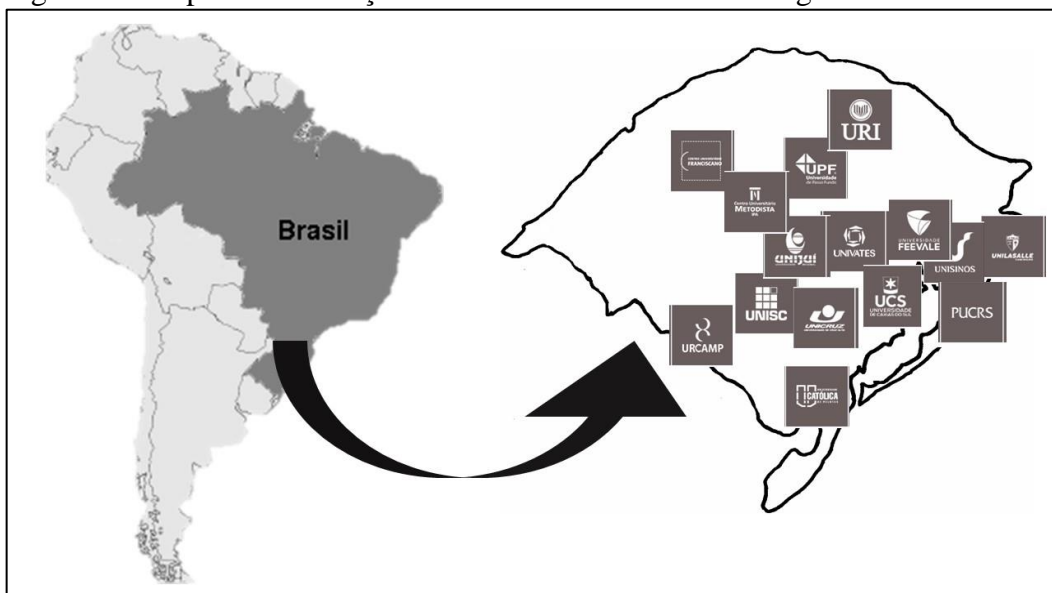 Brasil
URI
CENTRO UNIVERSITÁRIO
FRANCISCANO
UPF
Universidade
de Passo Fundo
Centro Universitário
METODISTA
IPA
unijuí
UNIVATES
UNIVERSIDADE
FEEVALE
UNISINOS
UNILASALLE
UNISC
UNICRUZ
UCS
UNIVERSIDADE
DE CAXIAS DO SUL
PUCRS
URCAMP
CATÓLICA